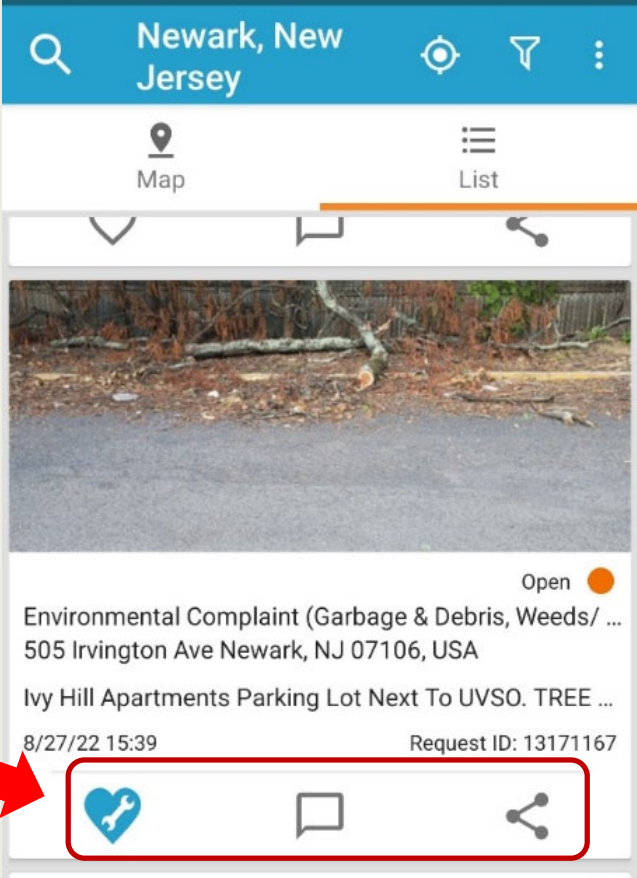 Newark, New
Jersey
Map
List
Open
Environmental Complaint (Garbage & Debris, Weeds/ ...
505 Irvington Ave Newark, NJ 07106, USA
Ivy Hill Apartments Parking Lot Next To UVSO. TREE ...
8/27/22 15:39
Request ID: 13171167